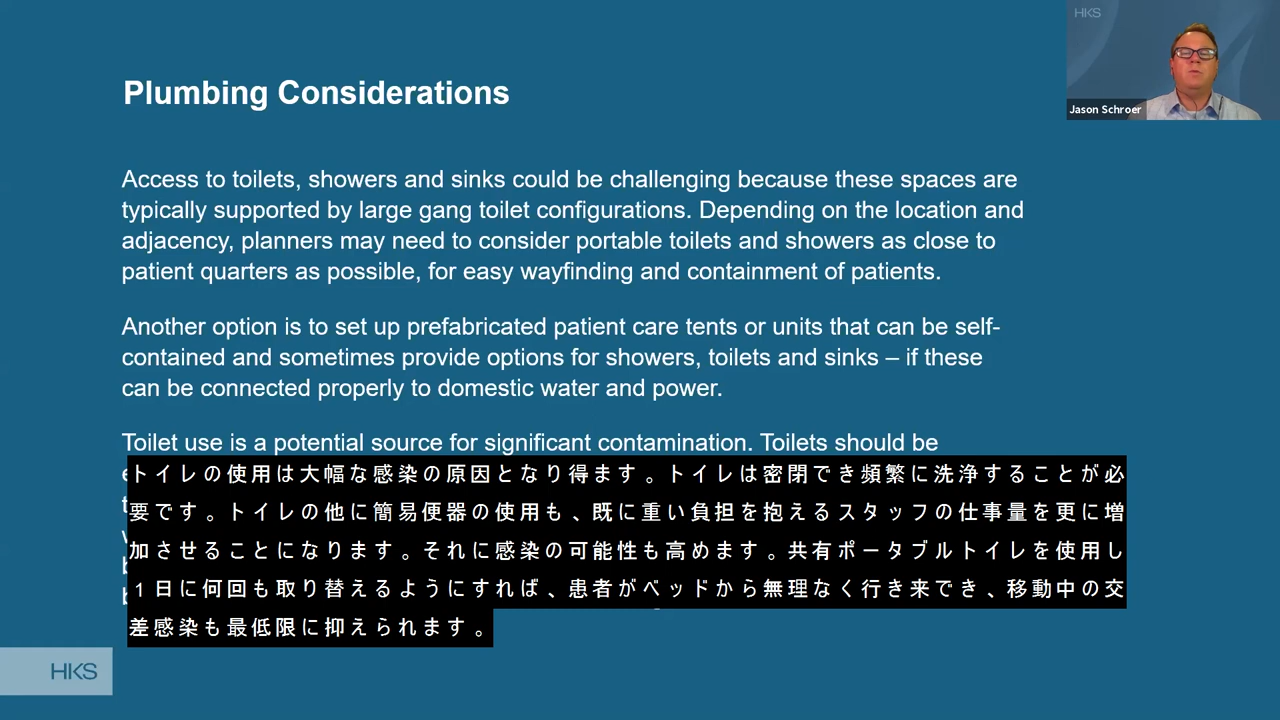 HKS
Jason Schroer
Plumbing Considerations
Access to toilets, showers and sinks could be challenging because these spaces are
typically supported by large gang toilet configurations. Depending on the location and
adjacency, planners may need to consider portable toilets and showers as close to
patient quarters as possible, for easy wayfinding and containment of patients.
Another option is to set up prefabricated patient care tents or units that can be self-
contained and sometimes provide options for showers, toilets and sinks – if these
can be connected properly to domestic water and power.
Toilet use is a potential source for significant contamination. Toilets should be
トイレの使用は大幅な感染の原因となり得ます。トイレは密閉でき頻繁に洗浄することが必
要です。トイレの他に簡易便器の使用も、既に重い負担を抱えるスタッフの仕事量を更に増
加させることになります。それに感染の可能性も高めます。共有ポータブルトイレを使用し
１日に何回も取り替えるようにすれば、患者がベッドから無理なく行き来でき、移動中の交
差感染も最低限に抑えられます。
HKS